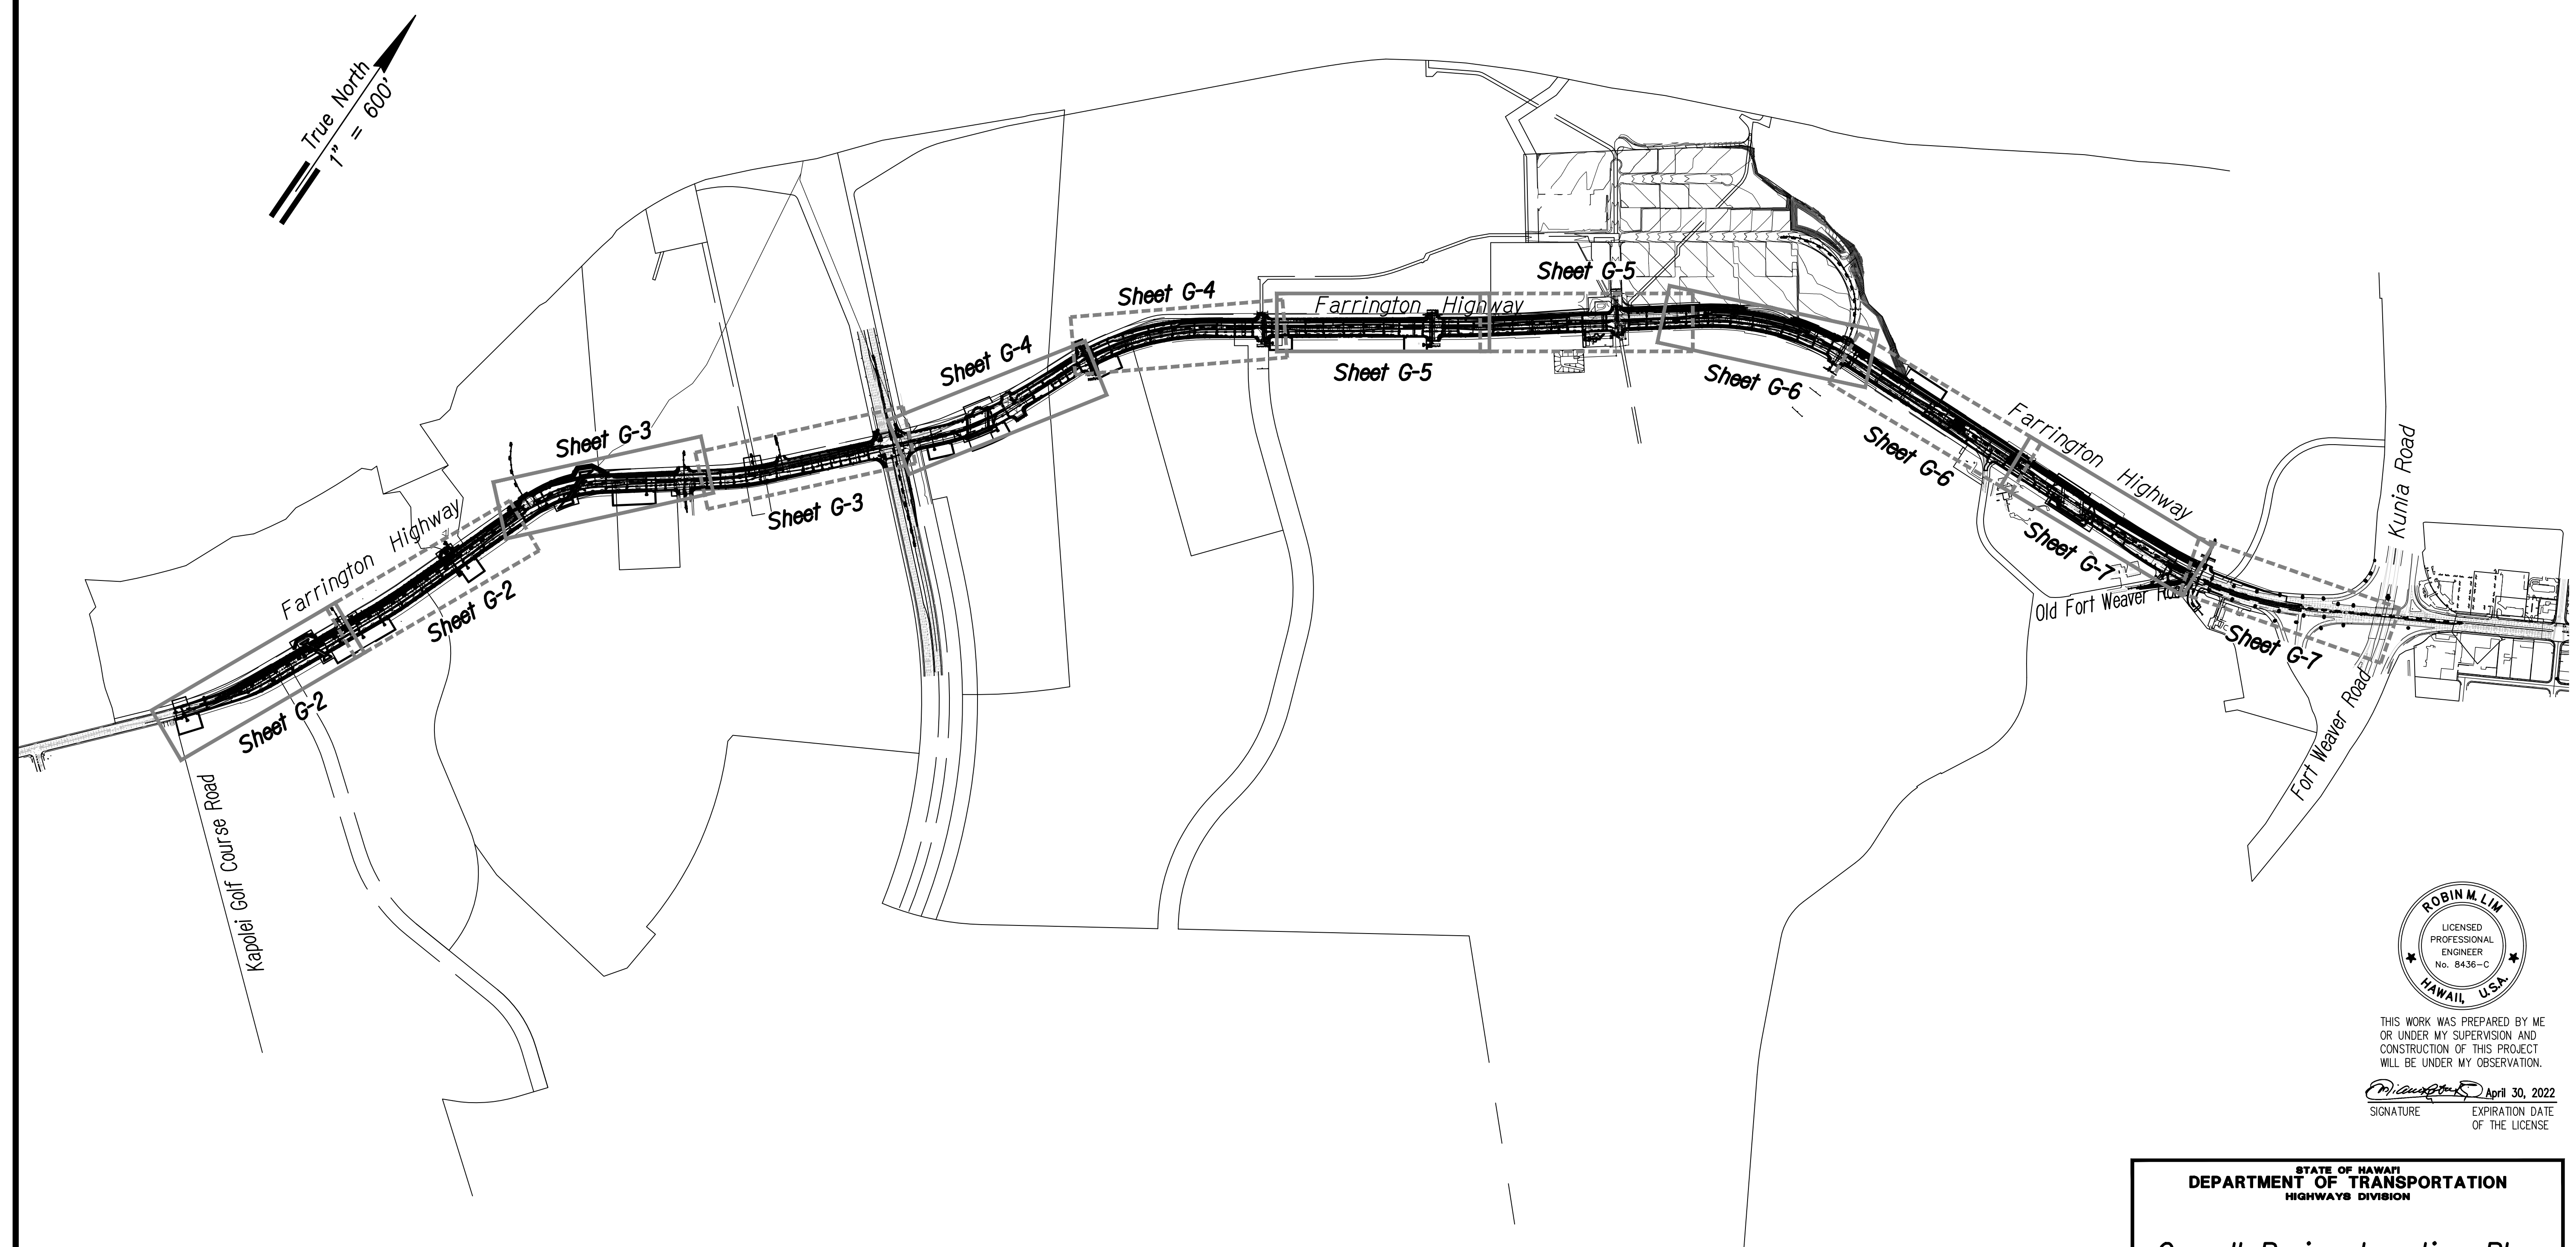 True North
1" = 600'
Sheet G-5
Sheet G-4
Farrington Highway
Sheet G-4
Sheet G-5
Sheet G-6
Sheet G-3
Farrington Highway
Sheet G-6
Kunia Road
Sheet G-3
Farrington Highway
Sheet G-2
Sheet G-7
Old Fort Weaver Road
Sheet G-7
Sheet G-2
Fort Weaver Road
Kapolei Golf Course Road
ROBIN M. LIM
LICENSED
PROFESSIONAL
ENGINEER
No. 8436-C
HAWAII, U.S.A.
THIS WORK WAS PREPARED BY ME
OR UNDER MY SUPERVISION AND
CONSTRUCTION OF THIS PROJECT
WILL BE UNDER MY OBSERVATION.
April 30, 2022
SIGNATURE EXPIRATION DATE
OF THE LICENSE
STATE OF HAWAI'I
DEPARTMENT OF TRANSPORTATION
HIGHWAYS DIVISION